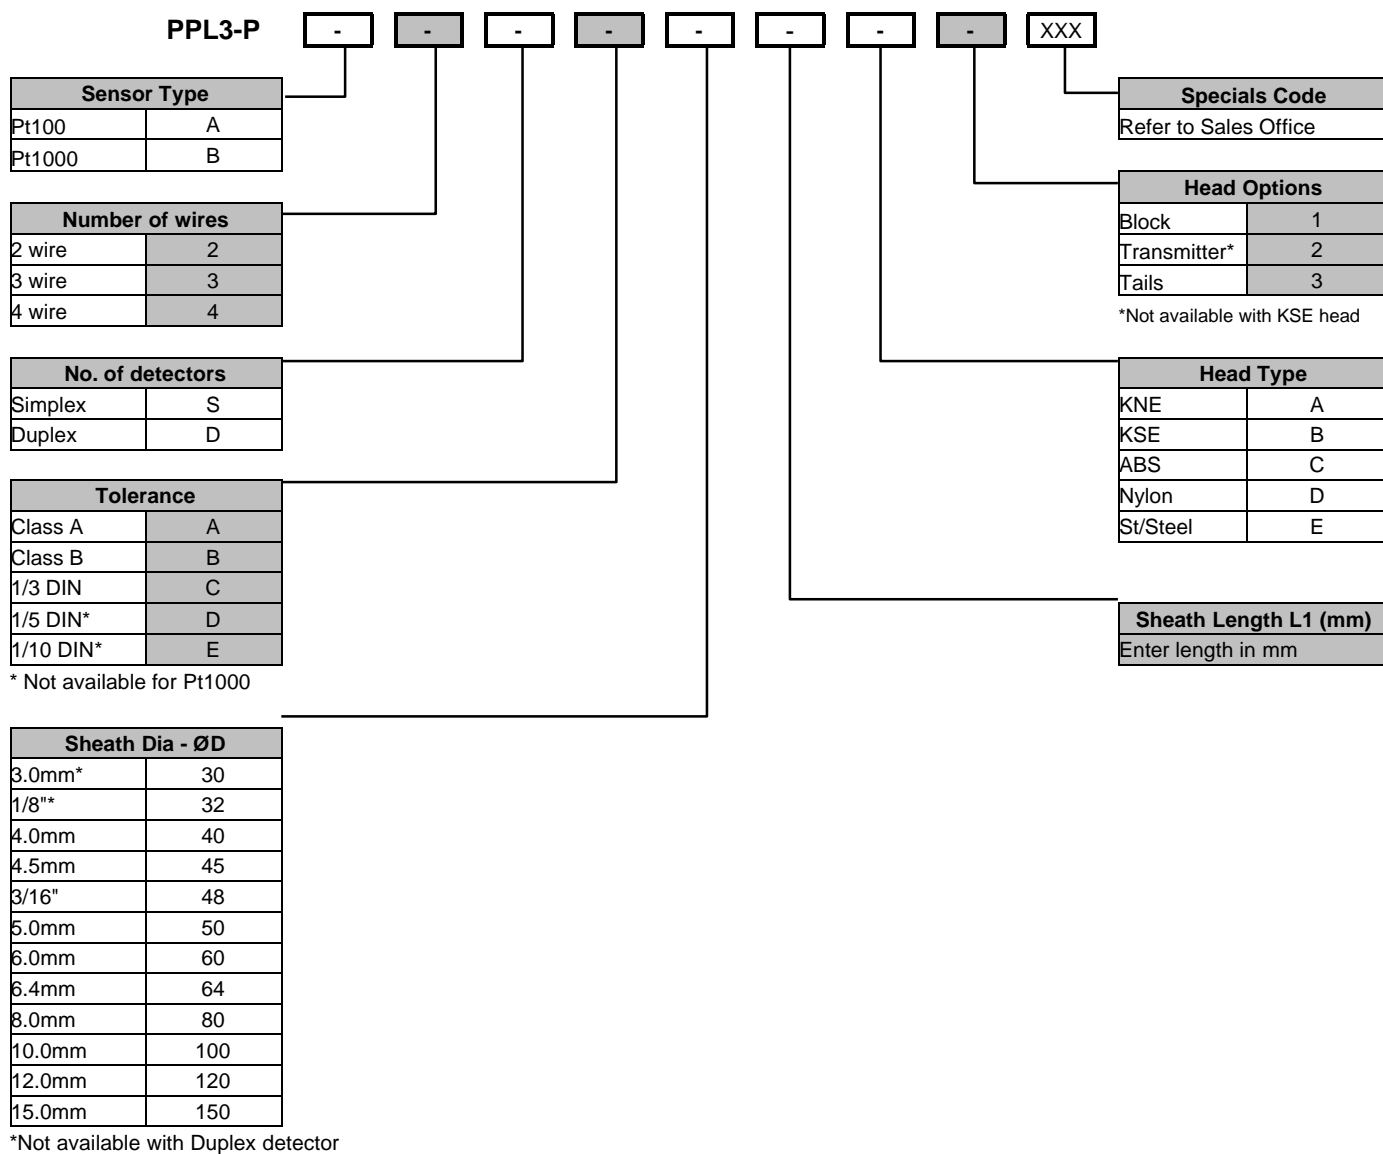 PPL3-P - - - - - - - - XXX
Sensor Type
Pt100 A
Pt1000 B
Number of wires
2 wire 2
3 wire 3
4 wire 4
No. of detectors
Simplex S
Duplex D
Tolerance
Class A A
Class B B
1/3 DIN C
1/5 DIN* D
1/10 DIN* E
* Not available for Pt1000
Sheath Dia - ØD
3.0mm* 30
1/8"* 32
4.0mm 40
4.5mm 45
3/16" 48
5.0mm 50
6.0mm 60
6.4mm 64
8.0mm 80
10.0mm 100
12.0mm 120
15.0mm 150
*Not available with Duplex detector
Specials Code
Refer to Sales Office
Head Options
Block 1
Transmitter* 2
Tails 3
*Not available with KSE head
Head Type
KNE A
KSE B
ABS C
Nylon D
St/Steel E
Sheath Length L1 (mm)
Enter length in mm